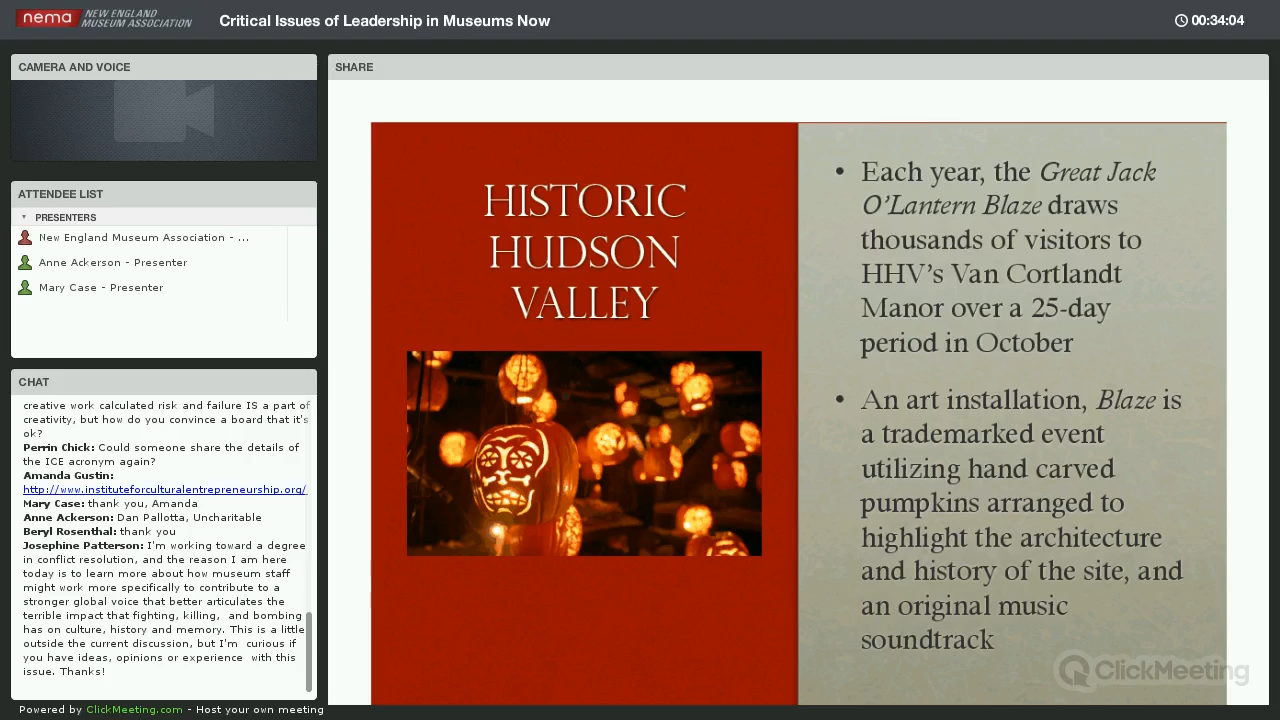 nema NEW ENGLAND
MUSEUM ASSOCIATION
Critical Issues of Leadership in Museums Now
00:34:04
CAMERA AND VOICE
ATTENDEE LIST
PRESENTERS
New England Museum Association - ...
Anne Ackerson - Presenter
Mary Case - Presenter
CHAT
creative work calculated risk and failure IS a part of
creativity, but how do you convince a board that it's
ok?
Perrin Chick: Could someone share the details of
the ICE acronym again?
Amanda Gustin:
http://www.instituteforculturalentrepreneurship.org/
Mary Case: thank you, Amanda
Anne Ackerson: Dan Pallotta, Uncharitable
Beryl Rosenthal: thank you
Josephine Patterson: I'm working toward a degree
in conflict resolution, and the reason I am here
today is to learn more about how museum staff
might work more specifically to contribute to a
stronger global voice that better articulates the
terrible impact that fighting, killing, and bombing
has on culture, history and memory. This is a little
outside the current discussion, but I'm curious if
you have ideas, opinions or experience with this
issue. Thanks!
Powered by ClickMeeting.com - Host your own meeting
SHARE
HISTORIC
HUDSON
VALLEY
• Each year, the Great Jack
O'Lantern Blaze draws
thousands of visitors to
HHV's Van Cortlandt
Manor over a 25-day
period in October
• An art installation, Blaze is
a trademarked event
utilizing hand carved
pumpkins arranged to
highlight the architecture
and history of the site, and
an original music
soundtrack
ClickMeeting